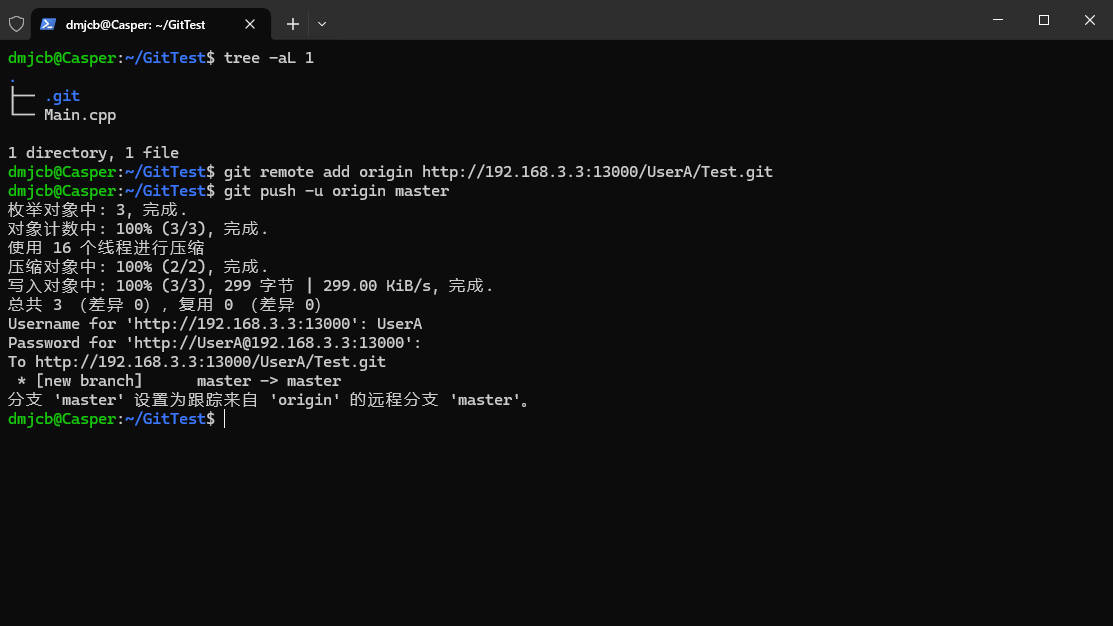 dmjcb@Casper: ~/GitTest
dmjcb@Casper:~/GitTest$ tree -aL 1
.
├── .git
└── Main.cpp
1 directory, 1 file
dmjcb@Casper:~/GitTest$ git remote add origin http://192.168.3.3:13000/UserA/Test.git
dmjcb@Casper:~/GitTest$ git push -u origin master
枚举对象中: 3, 完成.
对象计数中: 100% (3/3), 完成.
使用 16 个线程进行压缩
压缩对象中: 100% (2/2), 完成.
写入对象中: 100% (3/3), 299 字节 | 299.00 KiB/s, 完成.
总共 3 （差异 0），复用 0 （差异 0）
Username for 'http://192.168.3.3:13000': UserA
Password for 'http://UserA@192.168.3.3:13000':
To http://192.168.3.3:13000/UserA/Test.git
 * [new branch]      master -> master
分支 'master' 设置为跟踪来自 'origin' 的远程分支 'master'。
dmjcb@Casper:~/GitTest$